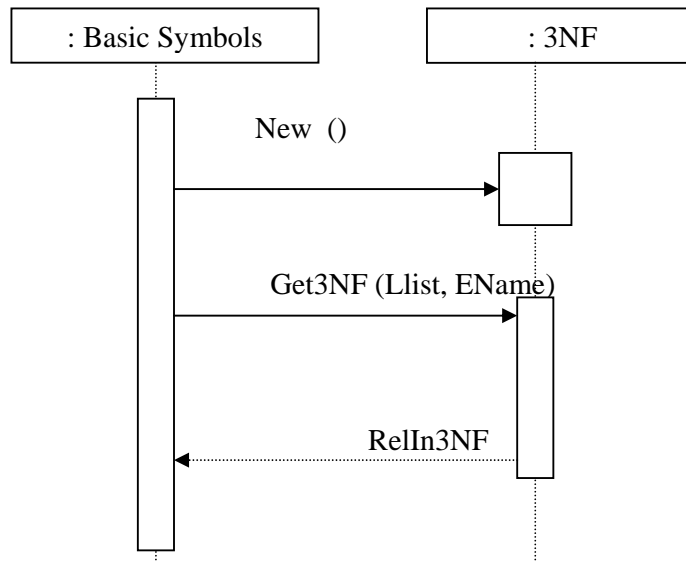 : Basic Symbols
: 3NF
New ()
Get3NF (Llist, EName)
RelIn3NF